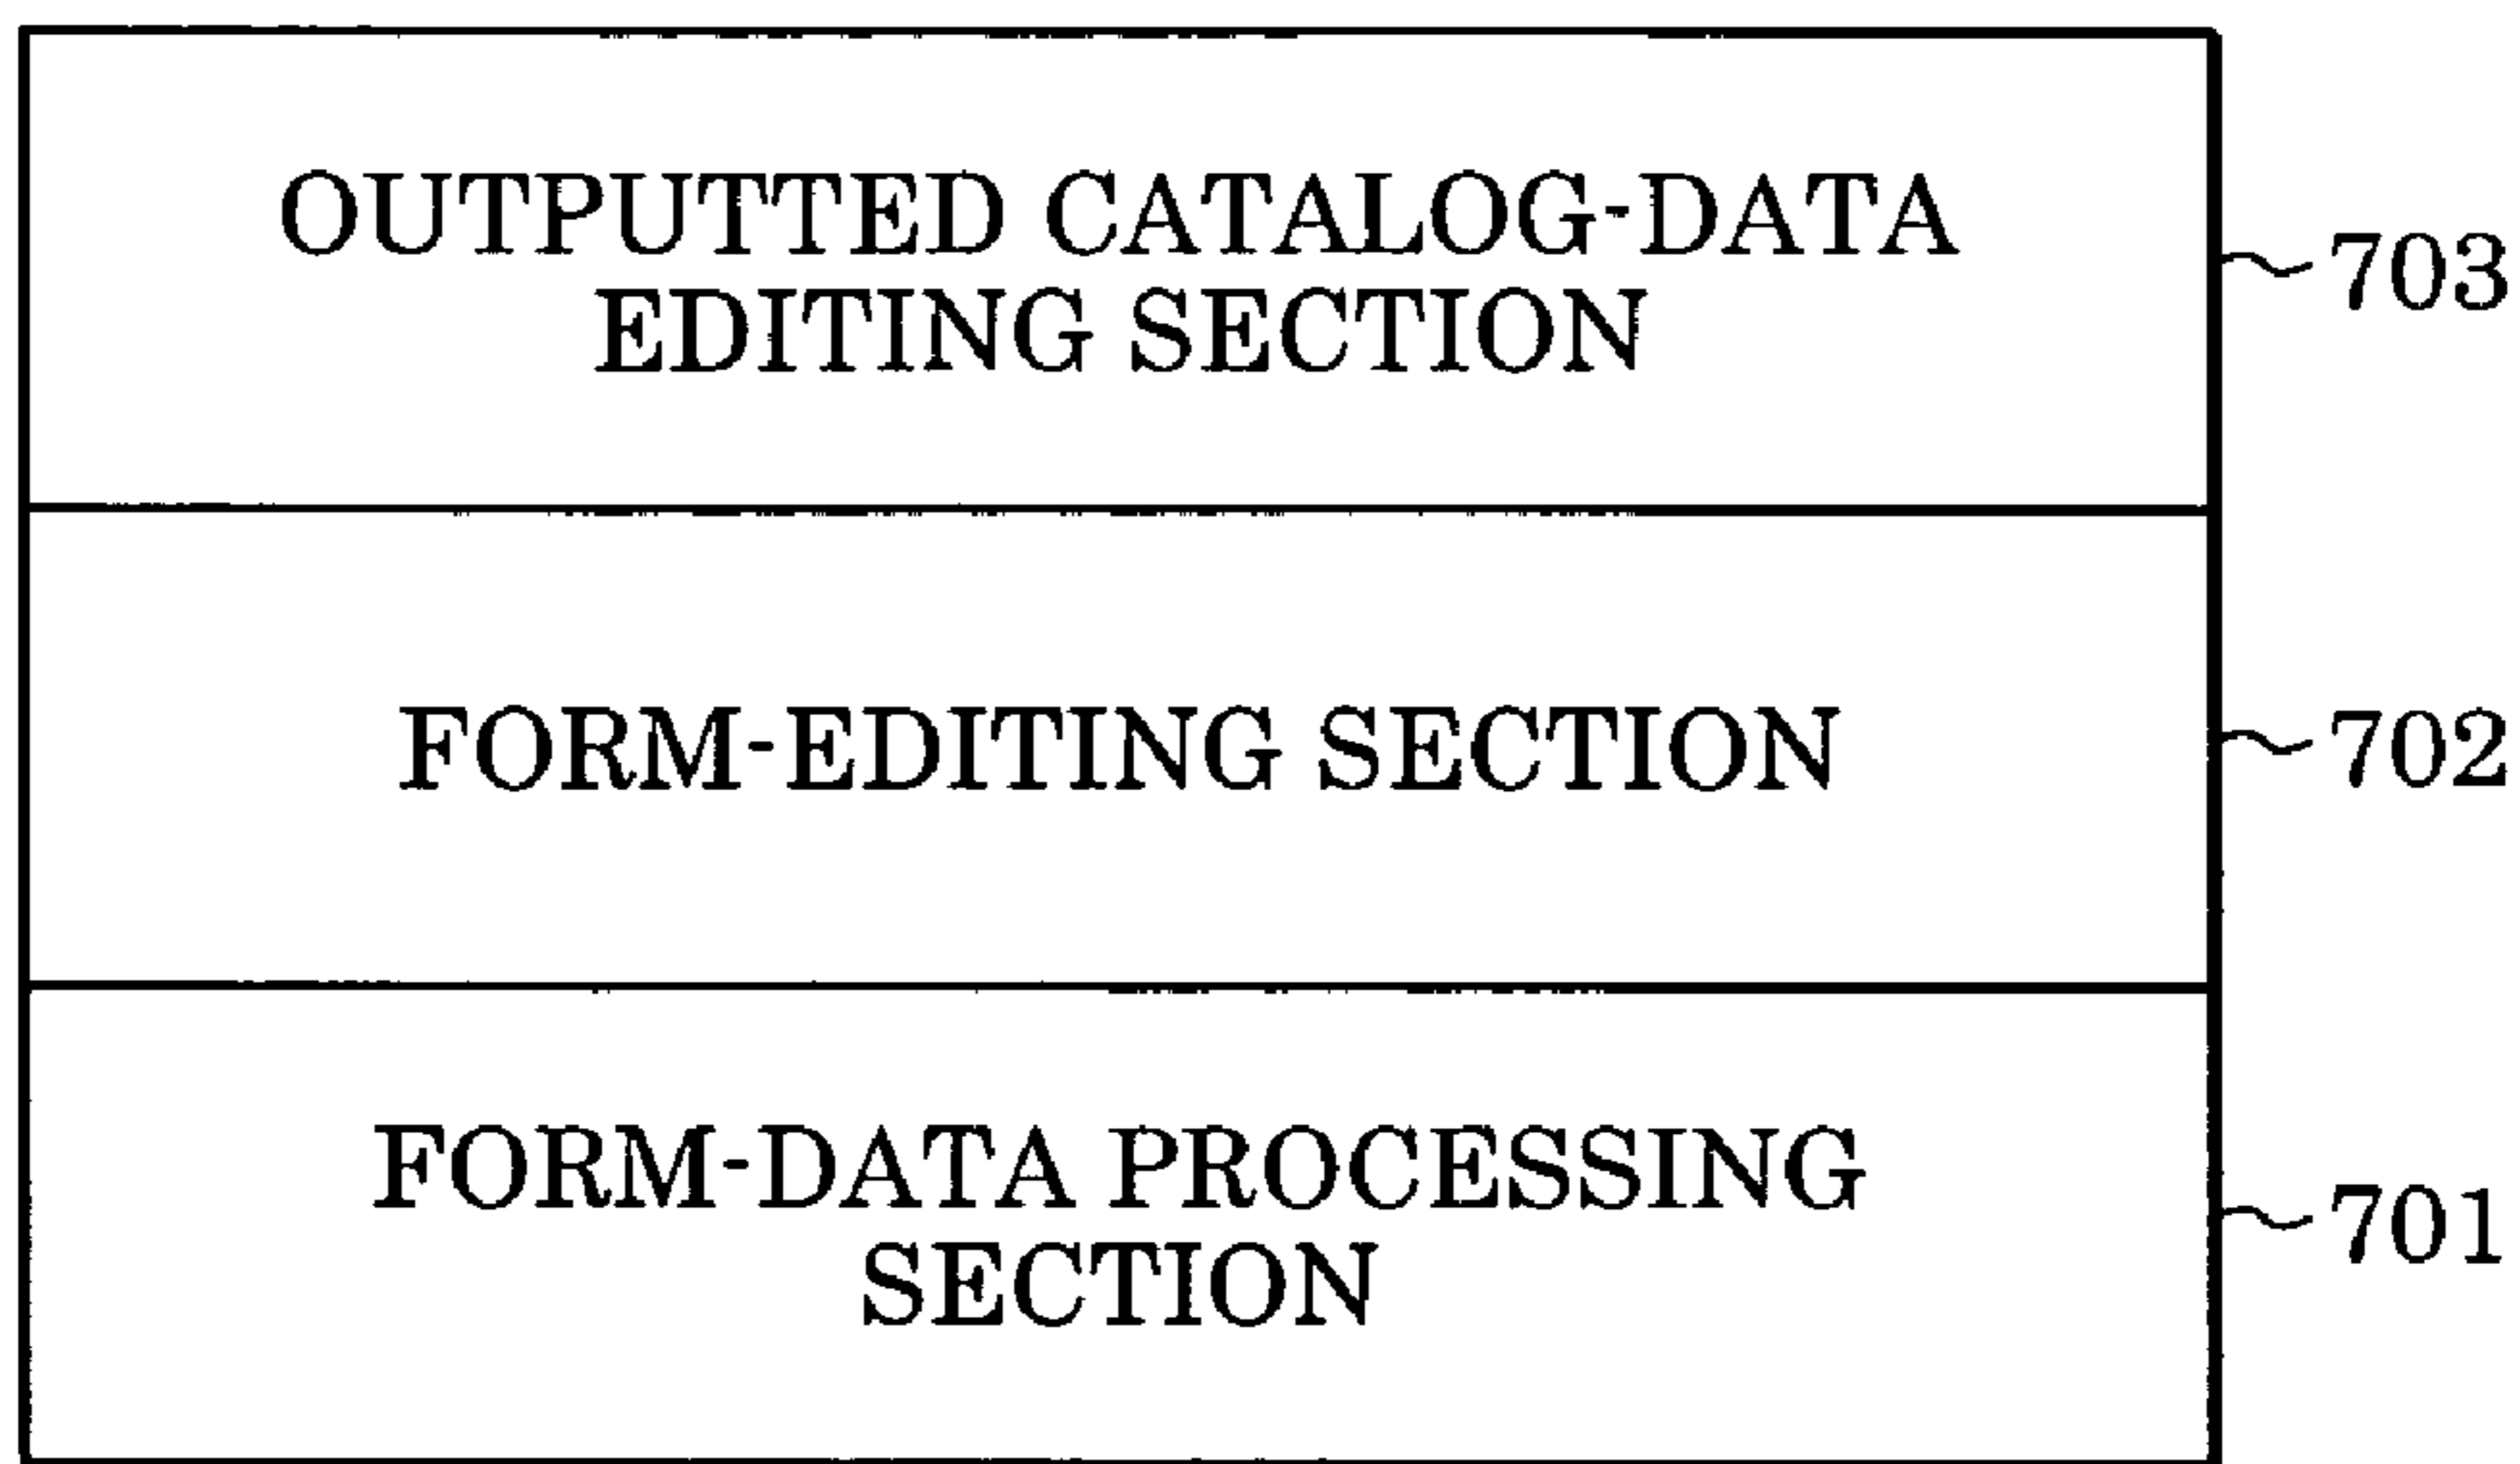 OUTPUTTED CATALOG-DATA
EDITING SECTION
703
FORM-EDITING SECTION
702
FORM-DATA PROCESSING
SECTION
701